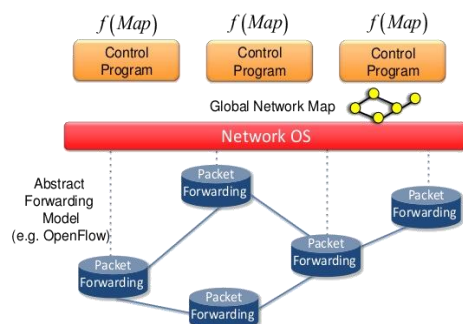 f(Map) f(Map) f(Map)
Control Program
Control Program
Control Program
Global Network Map
Network OS
Abstract
Forwarding
Model
(e.g. OpenFlow)
Packet
Forwarding
Packet
Forwarding
Packet
Forwarding
Packet
Forwarding
Packet
Forwarding